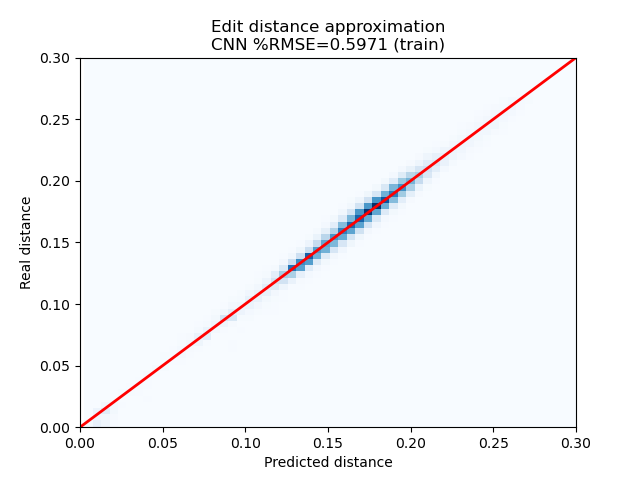 Edit distance approximation
CNN %RMSE=0.5971 (train)
0.30
0.25
0.20
0.15
0.10
0.05
0.00
Real distance
0.00 0.05 0.10 0.15 0.20 0.25 0.30
Predicted distance